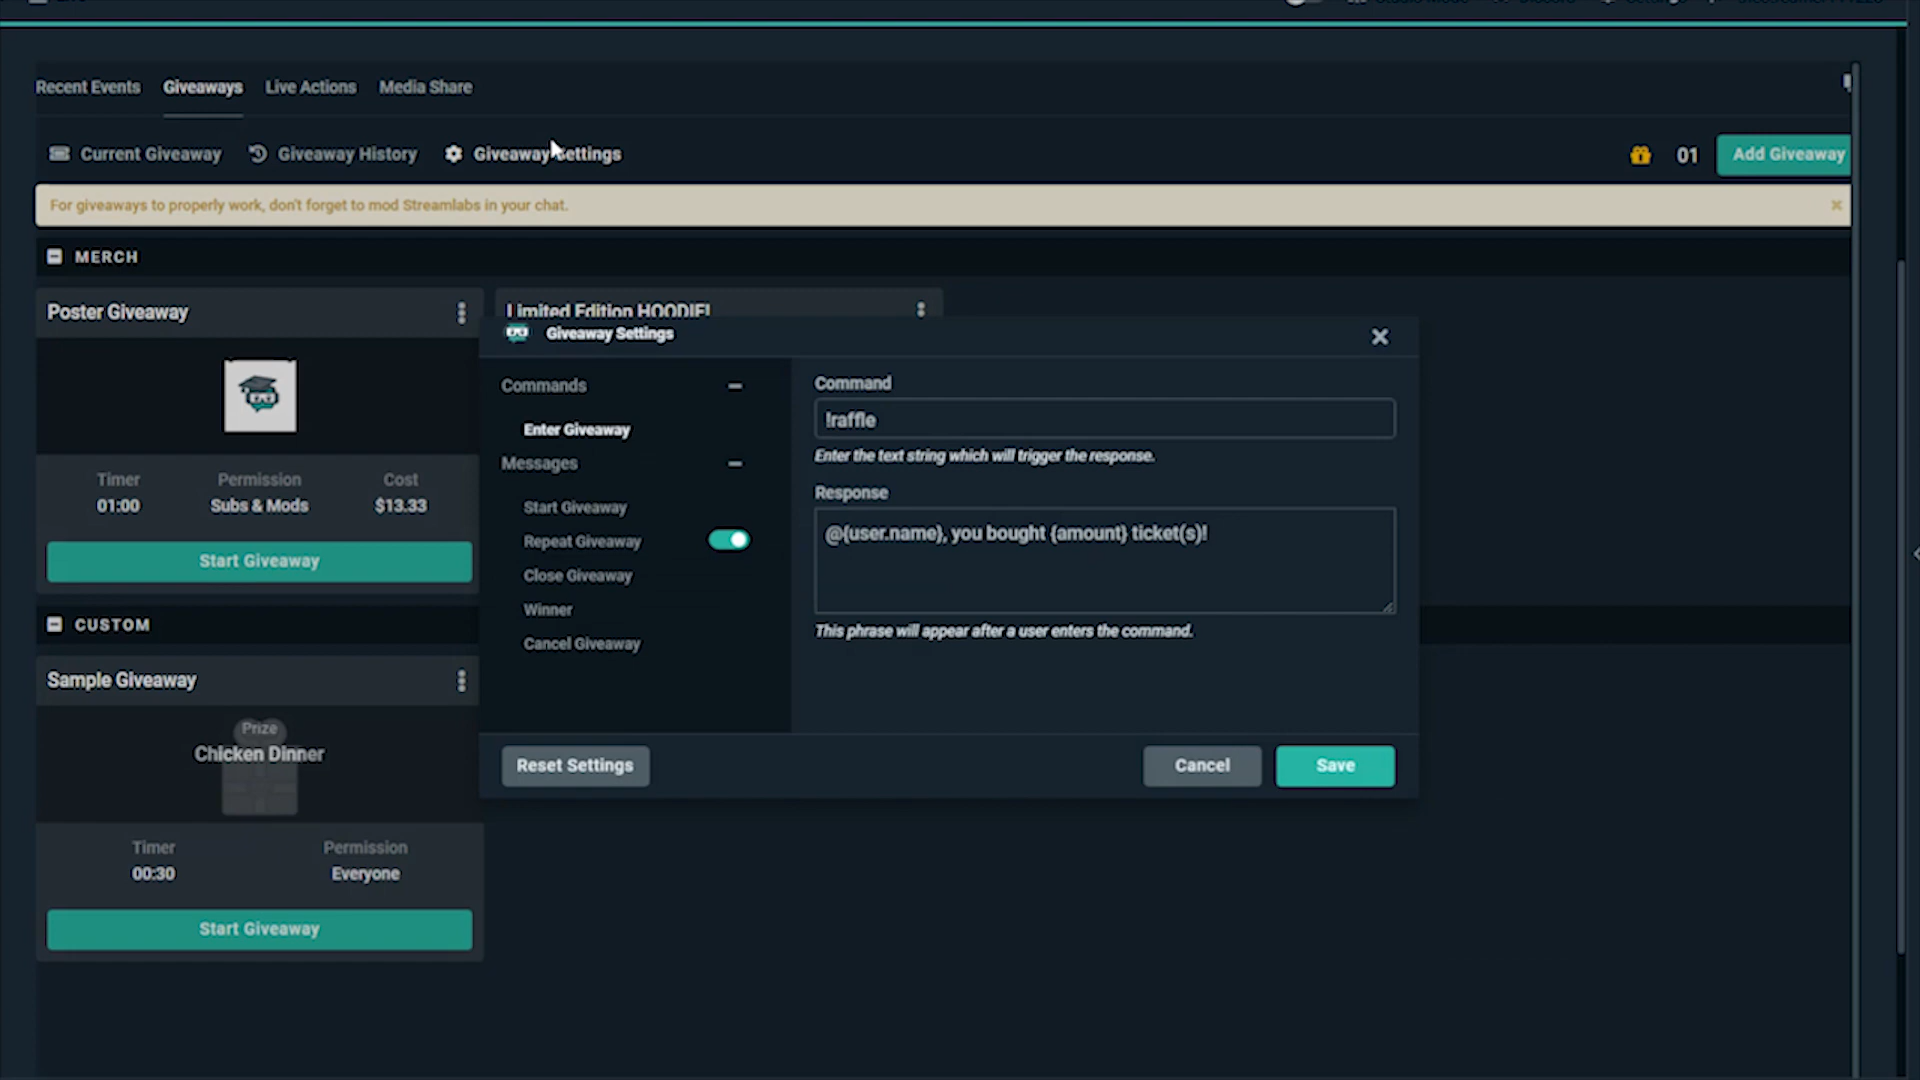 Recent Events Giveaways Live Actions Media Share
Current Giveaway Giveaway History Giveaway Settings 01 Add Giveaway
For giveaways to properly work, don't forget to mod Streamlabs in your chat.
MERCH
Poster Giveaway
Limited Edition HOODIE!
Timer Permission Cost
01:00 Subs & Mods $13.33
Start Giveaway
CUSTOM
Sample Giveaway
Prize
Chicken Dinner
Timer Permission
00:30 Everyone
Start Giveaway
Giveaway Settings
Commands
Enter Giveaway
Messages
Start Giveaway
Repeat Giveaway
Close Giveaway
Winner
Cancel Giveaway
Command
!raffle
Enter the text string which will trigger the response.
Response
@{user.name}, you bought {amount} ticket(s)!
This phrase will appear after a user enters the command.
Reset Settings Cancel Save